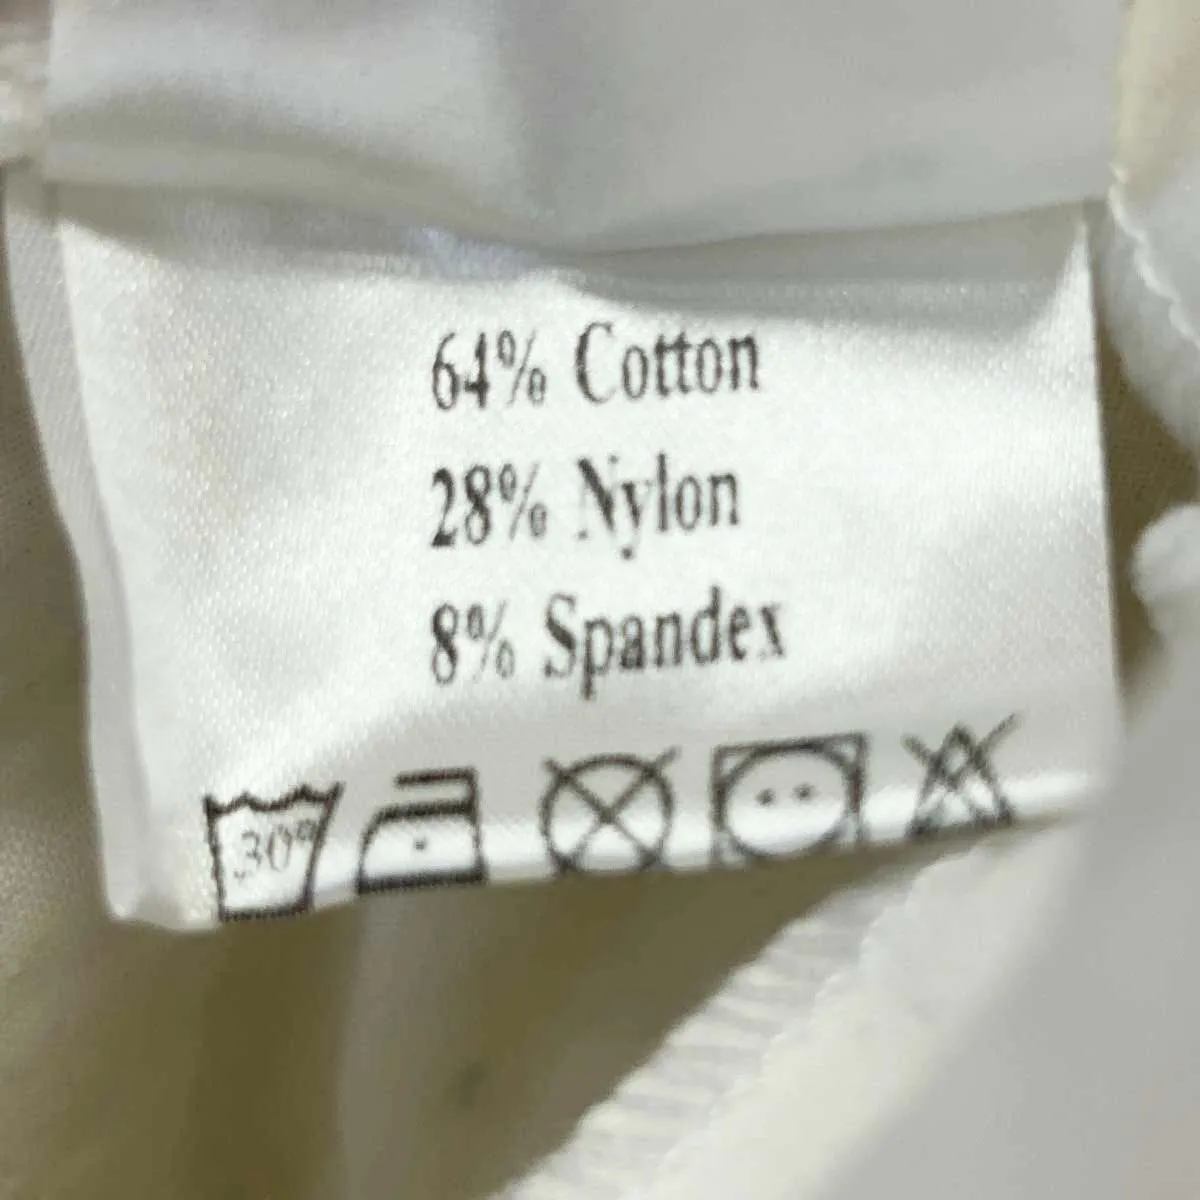 64% Cotton
28% Nylon
8% Spandex
30°